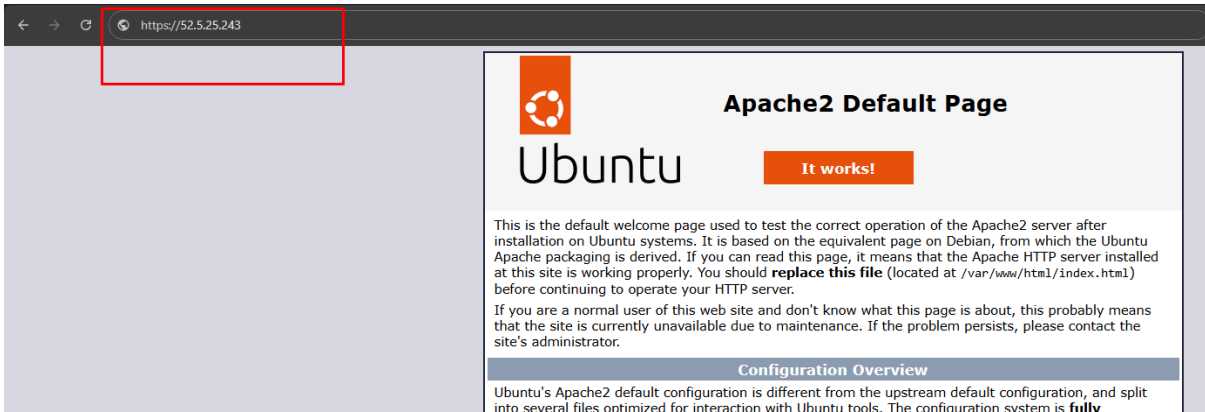 https://52.5.25.243
Apache2 Default Page
Ubuntu
It works!
This is the default welcome page used to test the correct operation of the Apache2 server after
installation on Ubuntu systems. It is based on the equivalent page on Debian, from which the Ubuntu
Apache packaging is derived. If you can read this page, it means that the Apache HTTP server installed
at this site is working properly. You should replace this file (located at /var/www/html/index.html)
before continuing to operate your HTTP server.
If you are a normal user of this web site and don't know what this page is about, this probably means
that the site is currently unavailable due to maintenance. If the problem persists, please contact the
site's administrator.
Configuration Overview
Ubuntu's Apache2 default configuration is different from the upstream default configuration, and split
into several files optimized for interaction with Ubuntu tools. The configuration system is fully